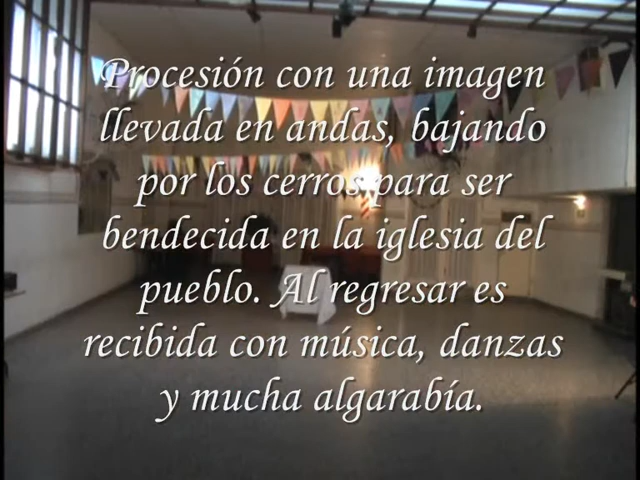 Procesión con una imagen
llevada en andas, bajando
por los cerros para ser
bendecida en la iglesia del
pueblo. Al regresar es
recibida con música, danzas
y mucha algarabía.